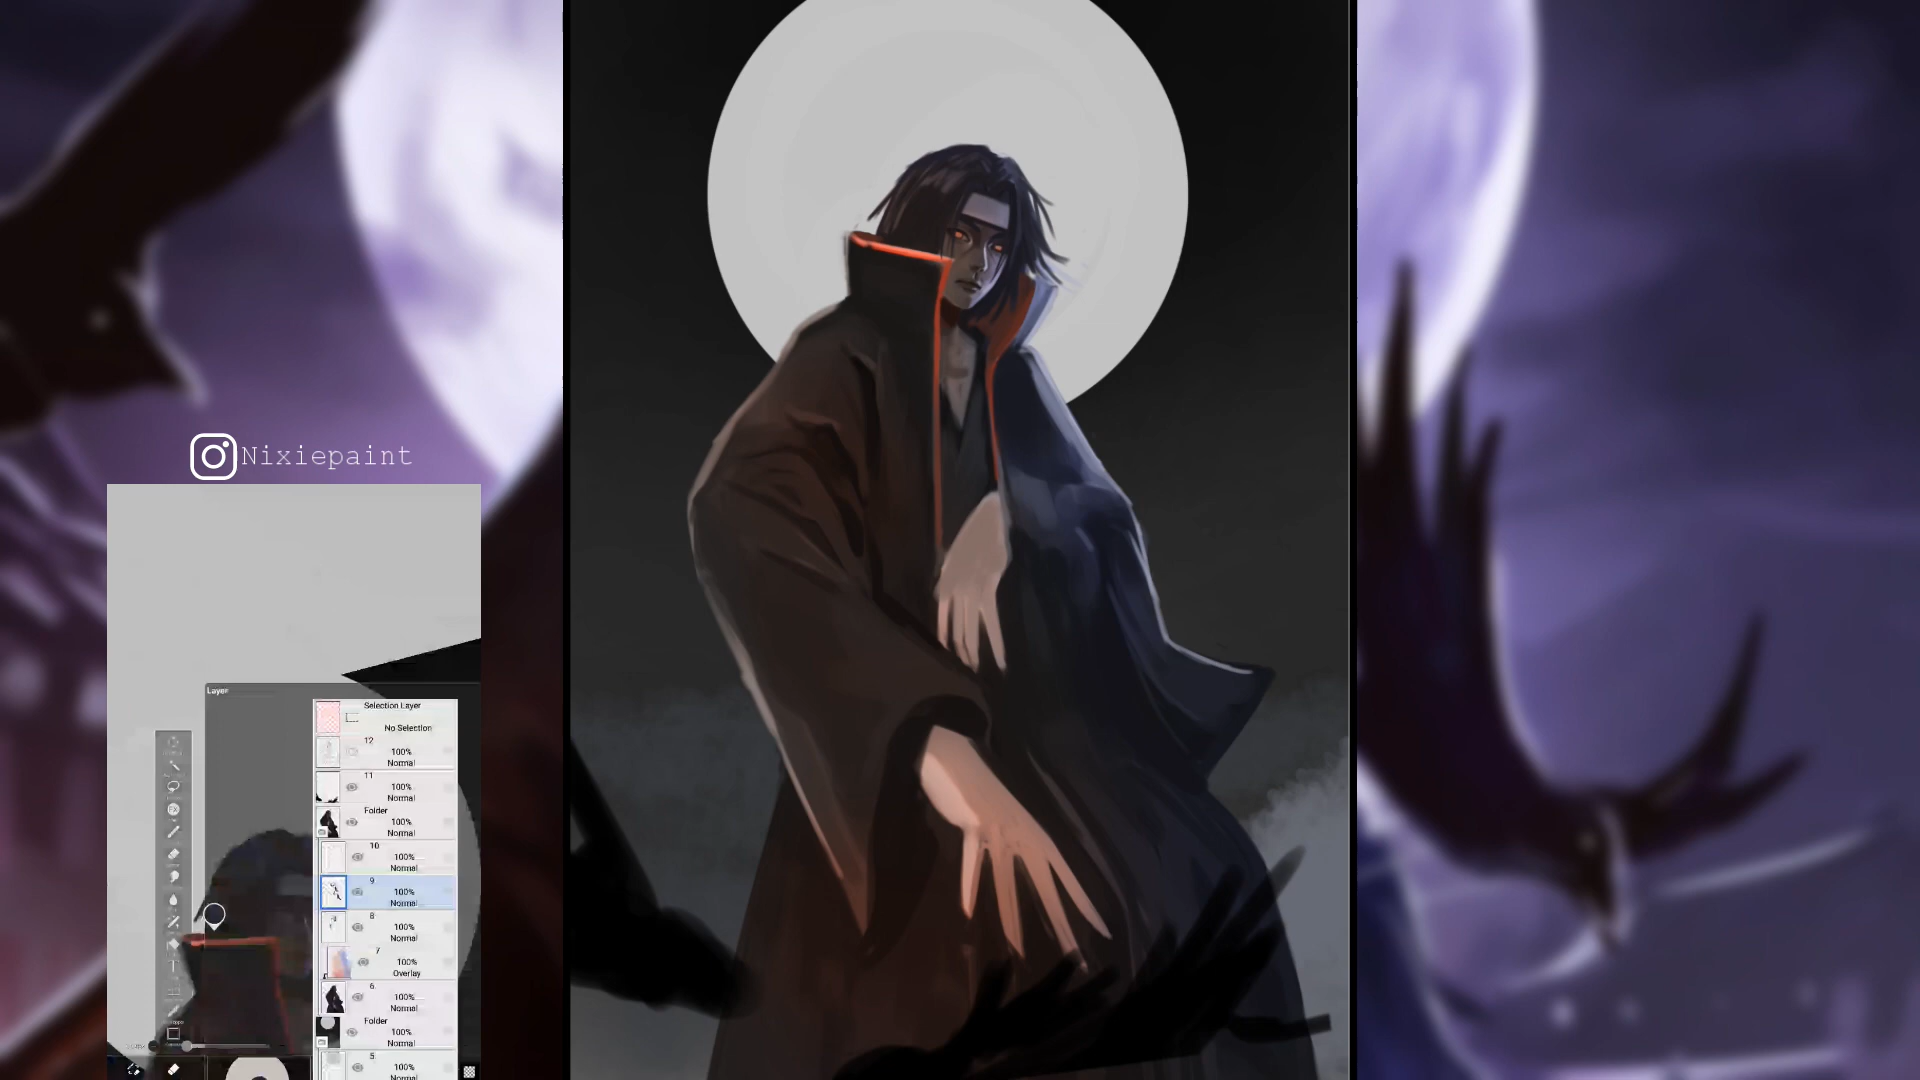 Nixiepaint
Layer
Selection Layer
No Selection
12
100%
Normal
11
100%
Normal
Folder
100%
Normal
10
100%
Normal
9
100%
Normal
8
100%
Normal
7
100%
Overlay
6
100%
Normal
Folder
100%
Normal
5
100%
Normal